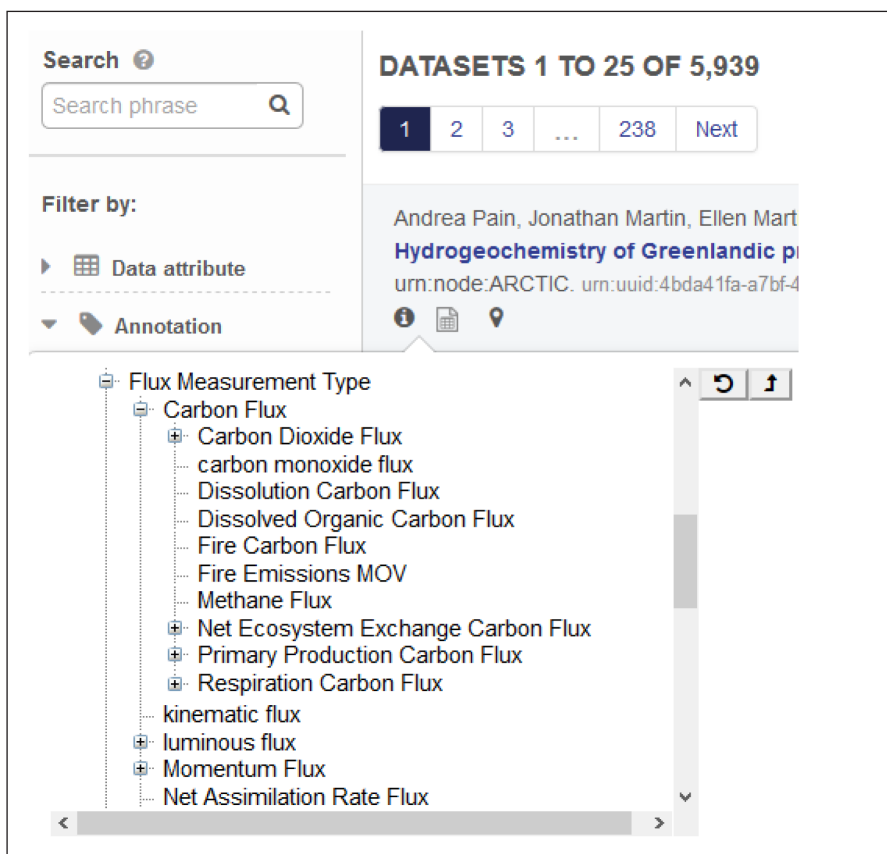 Search
Search phrase
DATASETS 1 TO 25 OF 5,939
1 2 3 ... 238 Next
Filter by:
Data attribute
Annotation
Andrea Pain, Jonathan Martin, Ellen Mart
Hydrogeochemistry of Greenlandic
urn:node:ARCTIC. urn:uuid:4bda41fa-a7bf-4
Flux Measurement Type
Carbon Flux
Carbon Dioxide Flux
carbon monoxide flux
Dissolution Carbon Flux
Dissolved Organic Carbon Flux
Fire Carbon Flux
Fire Emissions MOV
Methane Flux
Net Ecosystem Exchange Carbon Flux
Primary Production Carbon Flux
Respiration Carbon Flux
kinematic flux
luminous flux
Momentum Flux
Net Assimilation Rate Flux